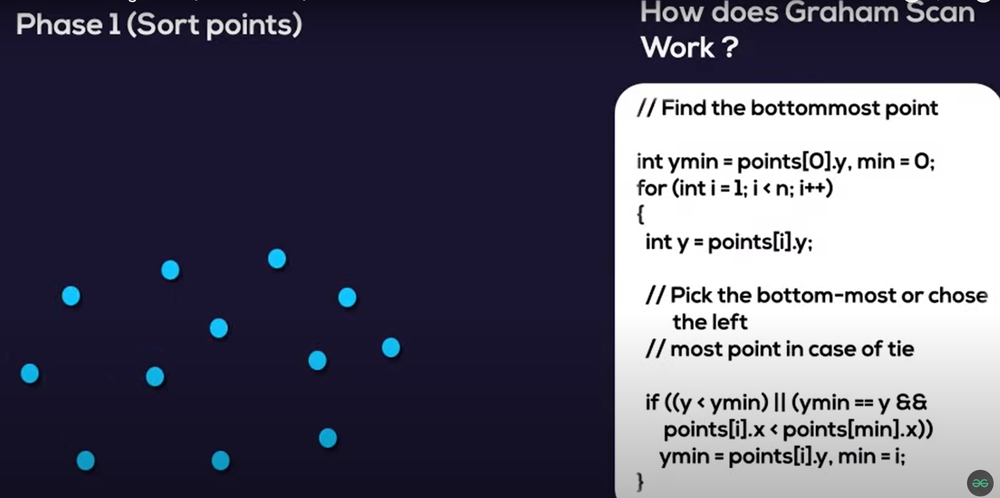 Phase 1 (Sort points)
How does Graham Scan
Work ?
// Find the bottommost point
int ymin = points[0].y, min = 0;
for (int i = 1; i < n; i++)
{
int y = points[i].y;
// Pick the bottom-most or chose
the left
// most point in case of tie
if ((y < ymin) || (ymin == y &&
points[i].x < points[min].x))
ymin = points[i].y, min = i;
}